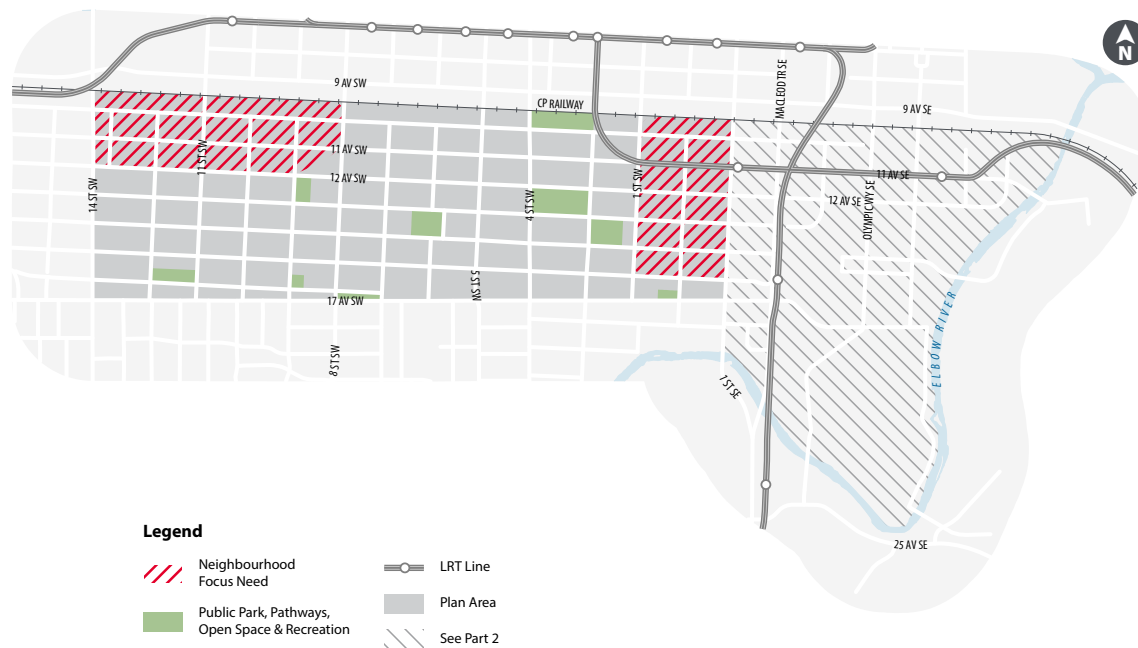 N
9 AV SW
CP RAILWAY
MACLEOD TR SE
9 AV SE
11 ST SW
11 AV SW
12 AV SW
14 ST SW
4 ST SW
1 ST SW
11 AV SE
12 AV SE
OLYMPIC WY SE
5 ST SW
17 AV SW
8 ST SW
1 ST SE
ELBOW RIVER
25 AV SE
Legend
Neighbourhood
Focus Need
Public Park, Pathways,
Open Space & Recreation
LRT Line
Plan Area
See Part 2